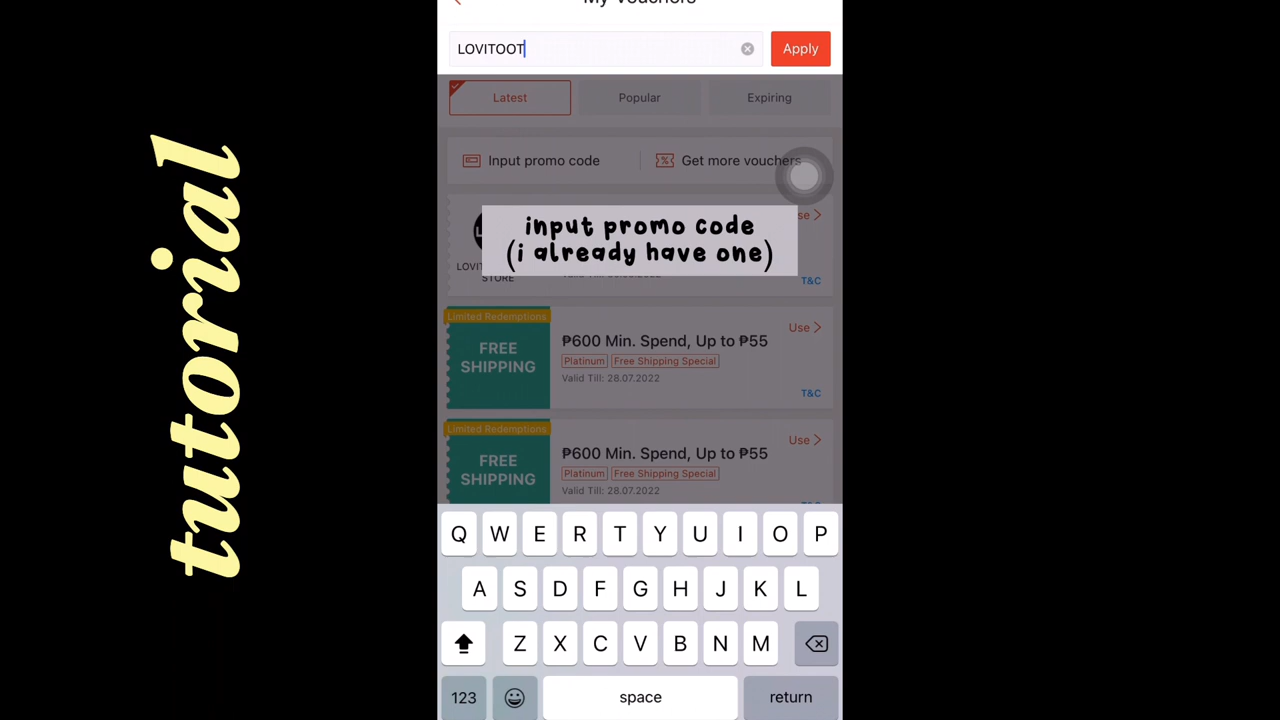 tutorial
My Vouchers
LOVITOOT
Apply
Latest
Popular
Expiring
Input promo code
Get more vouchers
input promo code
(i already have one)
STORE
T&C
Limited Redemptions
FREE
SHIPPING
₱600 Min. Spend, Up to ₱55
Use
Platinum
Free Shipping Special
Valid Till: 28.07.2022
T&C
Limited Redemptions
FREE
SHIPPING
₱600 Min. Spend, Up to ₱55
Use
Platinum
Free Shipping Special
Valid Till: 28.07.2022
Q W E R T Y U I O P
A S D F G H J K L
Z X C V B N M
123
space
return